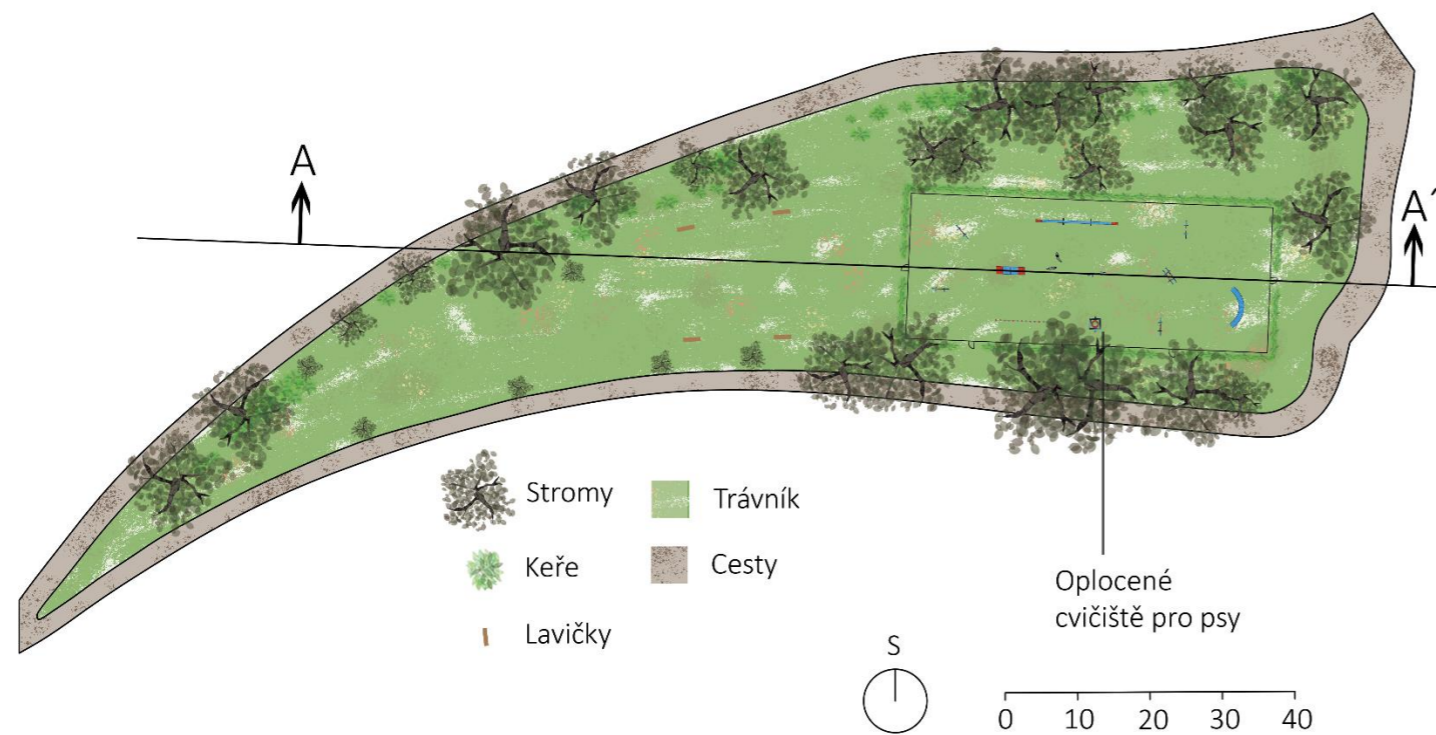 A
A´
Stromy
Trávník
Keře
Cesty
Lavičky
Oplocené
cvičiště pro psy
S
0 10 20 30 40